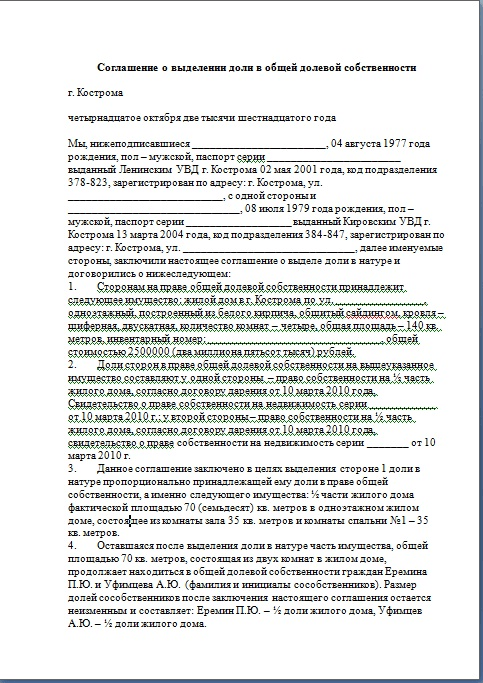 Соглашение о выделении доли в общей долевой собственности
г. Кострома
четырнадцатое октября две тысячи шестнадцатого года
Мы, нижеподписавшиеся __________________________, 04 августа 1977 года
рождения, пол – мужской, паспорт серии _________________________
выданный Ленинским УВД г. Кострома 02 мая 2001 года, код подразделения
378-823, зарегистрирован по адресу: г. Кострома, ул.
______________________________, с одной стороны и
_________________________________, 08 июля 1979 года рождения, пол –
мужской, паспорт серии ____________________ выданный Кировским УВД г.
Кострома 13 марта 2004 года, код подразделения 384-847, зарегистрирован по
адресу: г. Кострома, ул. _________________________________, далее именуемые
стороны, заключили настоящее соглашение о выделе доли в натуре и
договорились о нижеследующем:
1. Сторонам на праве общей долевой собственности принадлежит
следующее имущество: жилой дом в г. Кострома по ул. _________________,
одноэтажный, построенный из белого кирпича, обшитый сайдингом, кровля –
шиферная, двускатная, количество комнат – четыре, общая площадь – 140 кв.
метров, инвентарный номер: _________________________________, общей
стоимостью 2500000 (два миллиона пятьсот тысяч) рублей.
2. Доли сторон в праве общей долевой собственности на вышеуказанное
имущество составляют у одной стороны – право собственности на ½ часть
жилого дома, согласно договору дарения от 10 марта 2010 года,
Свидетельство о праве собственности на недвижимость серии _____________
от 10 марта 2010 г.; у второй стороны – право собственности на ½ часть
жилого дома, согласно договору дарения от 10 марта 2010 года,
свидетельство о праве собственности на недвижимость серии ________ от 10
марта 2010 г.
3. Данное соглашение заключено в целях выделения стороне 1 доли в
натуре пропорционально принадлежащей ему доли в праве общей
собственности, а именно следующего имущества: ½ части жилого дома
фактической площадью 70 (семьдесят) кв. метров в одноэтажном жилом
доме, состоящее из комнаты зала 35 кв. метров и комнаты спальни №1 – 35
кв. метров.
4. Оставшаяся после выделения доли в натуре часть имущества, общей
площадью 70 кв. метров, состоящая из двух комнат в жилом доме,
продолжает находиться в общей долевой собственности граждан Еремина
П.Ю. и Уфимцева А.Ю. (фамилия и инициалы сособственников). Размер
долей сособственников после заключения настоящего соглашения остается
неизменным и составляет: Еремин П.Ю. – ½ доли жилого дома, Уфимцев
А.Ю. – ½ доли жилого дома.